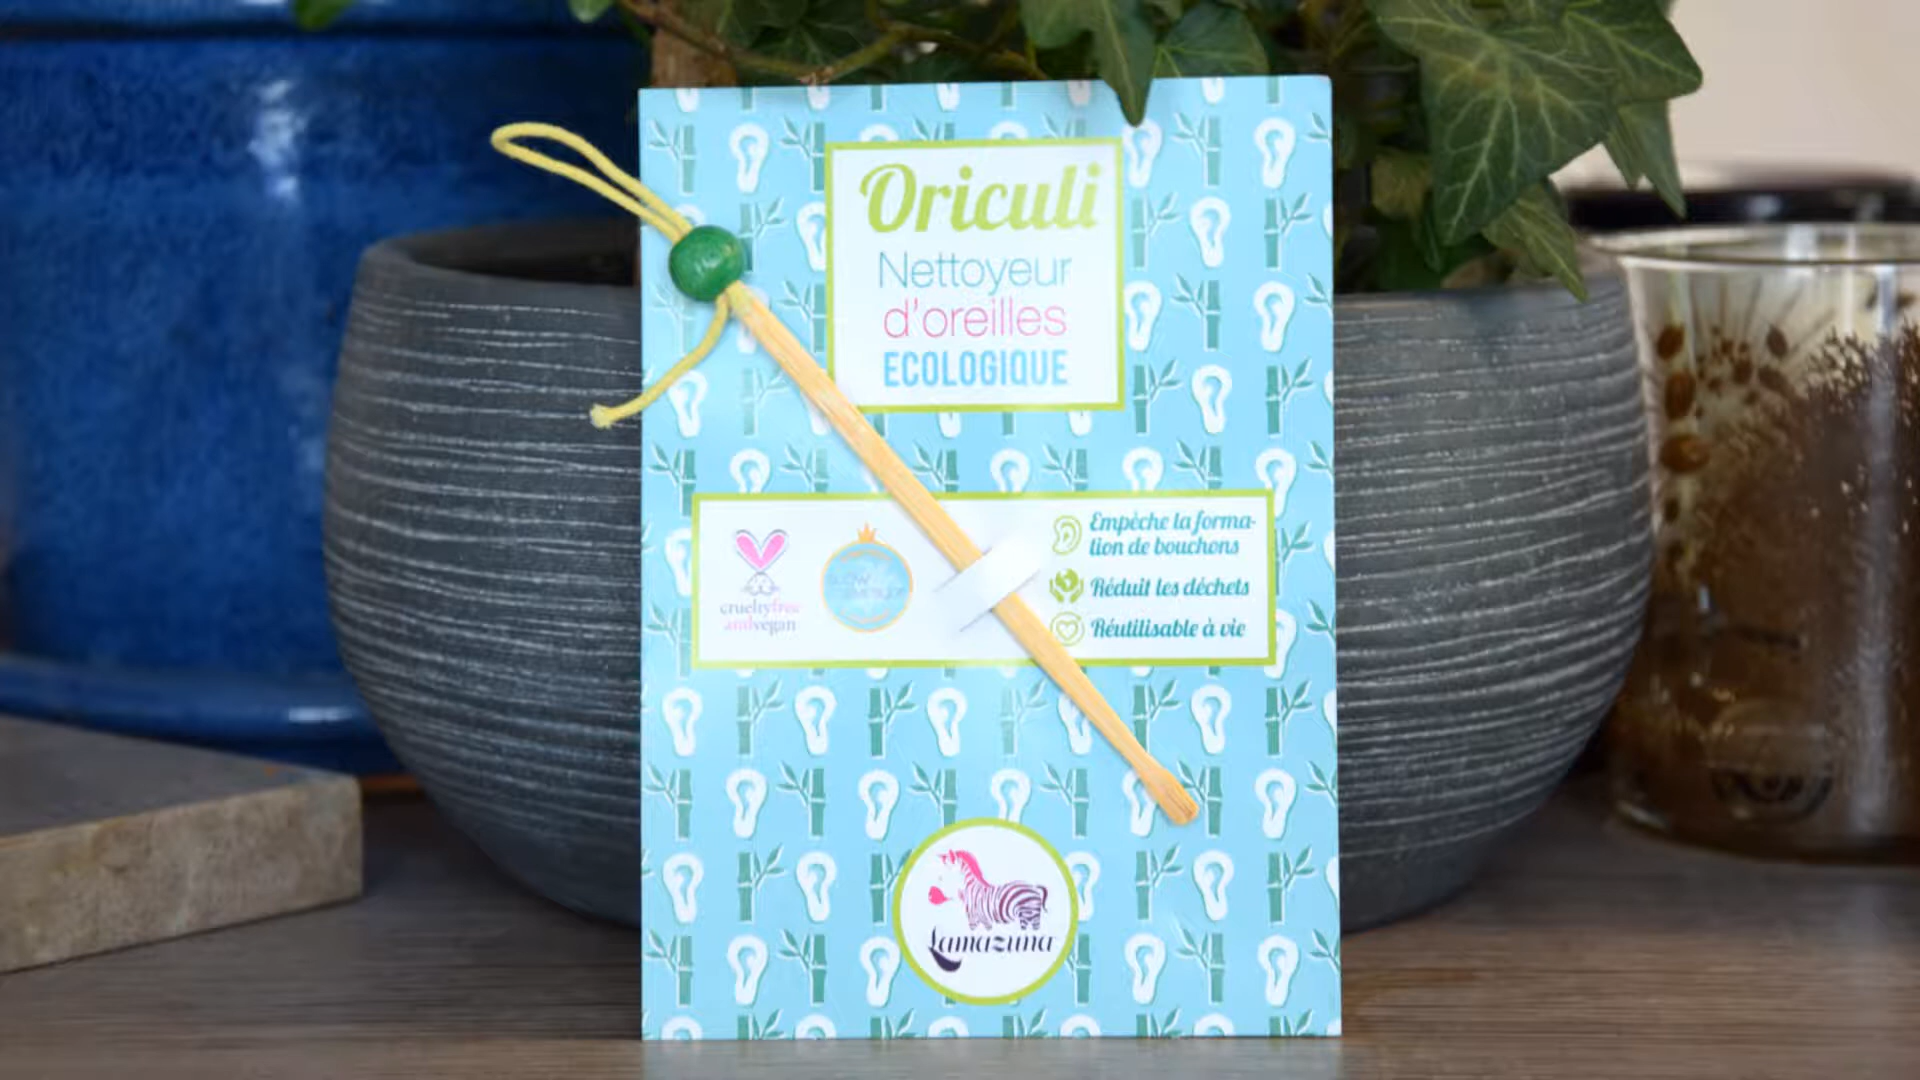 Oriculi
Nettoyeur
d'oreilles
ECOLOGIQUE
crueltyfree
andvegan
Empêche la forma-
tion de bouchons
Réduit les déchets
Réutilisable à vie
Lamazuna